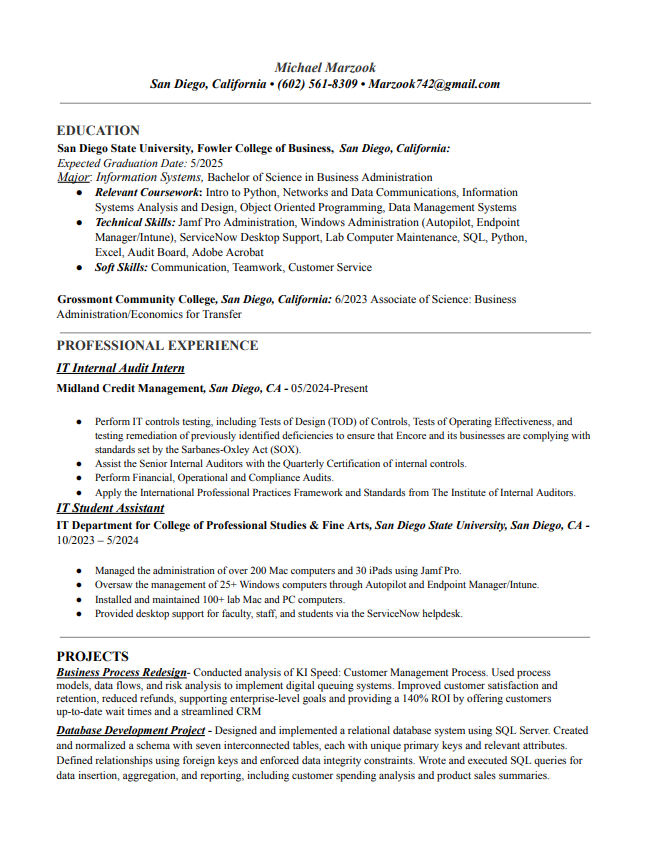 Michael Marzook
San Diego, California • (602) 561-8309 • Marzook742@gmail.com
EDUCATION
San Diego State University, Fowler College of Business, San Diego, California:
Expected Graduation Date: 5/2025
Major: Information Systems, Bachelor of Science in Business Administration
● Relevant Coursework: Intro to Python, Networks and Data Communications, Information
Systems Analysis and Design, Object Oriented Programming, Data Management Systems
● Technical Skills: Jamf Pro Administration, Windows Administration (Autopilot, Endpoint
Manager/Intune), ServiceNow Desktop Support, Lab Computer Maintenance, SQL, Python,
Excel, Audit Board, Adobe Acrobat
● Soft Skills: Communication, Teamwork, Customer Service
Grossmont Community College, San Diego, California: 6/2023 Associate of Science: Business
Administration/Economics for Transfer
PROFESSIONAL EXPERIENCE
IT Internal Audit Intern
Midland Credit Management, San Diego, CA - 05/2024-Present
● Perform IT controls testing, including Tests of Design (TOD) of Controls, Tests of Operating Effectiveness, and
testing remediation of previously identified deficiencies to ensure that Encore and its businesses are complying with
standards set by the Sarbanes-Oxley Act (SOX).
● Assist the Senior Internal Auditors with the Quarterly Certification of internal controls.
● Perform Financial, Operational and Compliance Audits.
● Apply the International Professional Practices Framework and Standards from The Institute of Internal Auditors.
IT Student Assistant
IT Department for College of Professional Studies & Fine Arts, San Diego State University, San Diego, CA -
10/2023 – 5/2024
● Managed the administration of over 200 Mac computers and 30 iPads using Jamf Pro.
● Oversaw the management of 25+ Windows computers through Autopilot and Endpoint Manager/Intune.
● Installed and maintained 100+ lab Mac and PC computers.
● Provided desktop support for faculty, staff, and students via the ServiceNow helpdesk.
PROJECTS
Business Process Redesign- Conducted analysis of KI Speed: Customer Management Process. Used process
models, data flows, and risk analysis to implement digital queuing systems. Improved customer satisfaction and
retention, reduced refunds, supporting enterprise-level goals and providing a 140% ROI by offering customers
up-to-date wait times and a streamlined CRM
Database Development Project - Designed and implemented a relational database system using SQL Server. Created
and normalized a schema with seven interconnected tables, each with unique primary keys and relevant attributes.
Defined relationships using foreign keys and enforced data integrity constraints. Wrote and executed SQL queries for
data insertion, aggregation, and reporting, including customer spending analysis and product sales summaries.